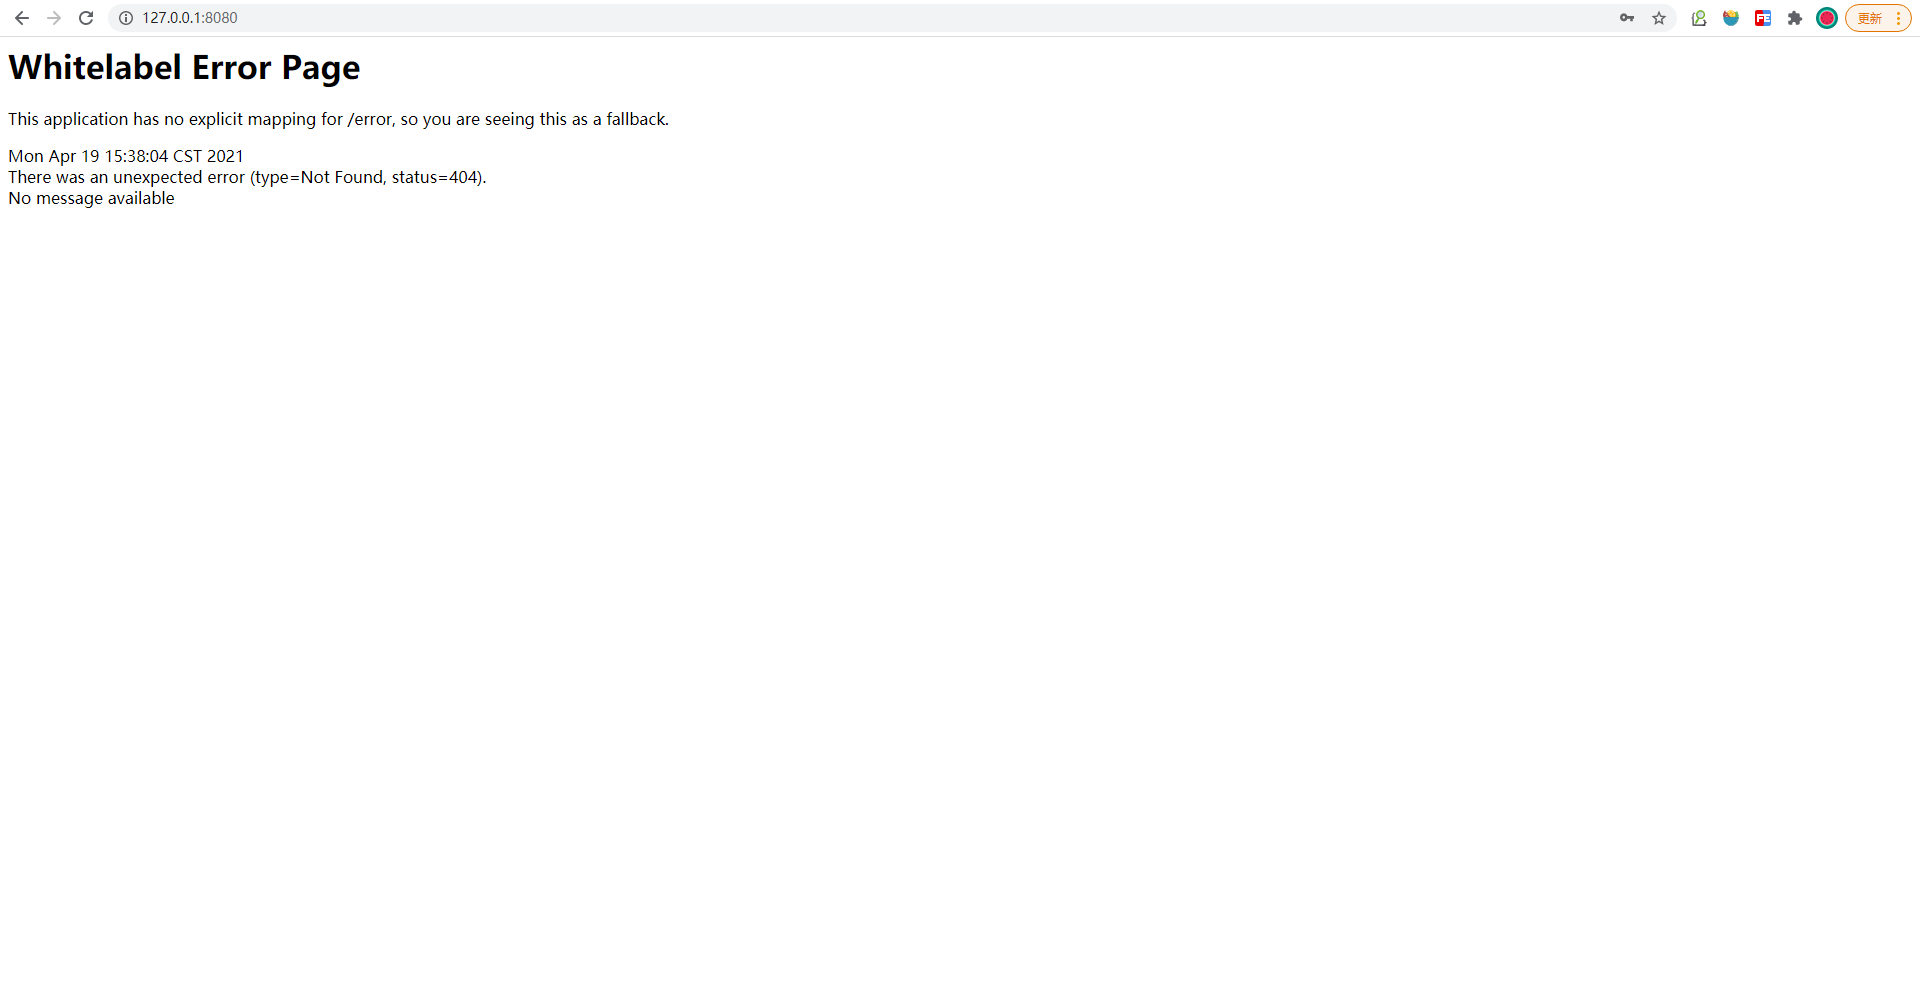 127.0.0.1:8080
FE
更新
Whitelabel Error Page
This application has no explicit mapping for /error, so you are seeing this as a fallback.
Mon Apr 19 15:38:04 CST 2021
There was an unexpected error (type=Not Found, status=404).
No message available